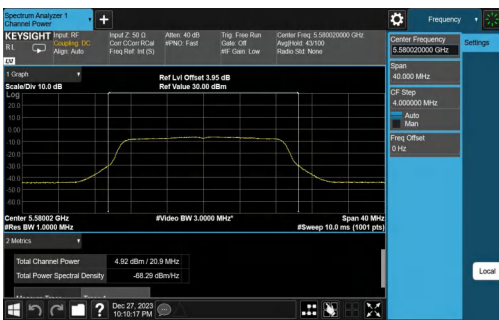 Spectrum Analyzer 1
Channel Power
Frequency
KEYSIGHT Input: RF
Coupling: DC
Align: Auto
Input Z: 50 Ω
Corr CCorr RCal
Freq Ref: Int (S)
Atten: 40 dB
#PNO: Fast
Trig: Free Run
Gate: Off
#IF Gain: Low
Center Freq: 5.580020000 GHz
Avg|Hold: 43/100
Radio Std: None
R L
LW
Center Frequency
5.580020000 GHz
Settings
Span
40.000 MHz
CF Step
4.000000 MHz
Auto
Man
Freq Offset
0 Hz
1 Graph
Scale/Div 10.0 dB
Ref Lvl Offset 3.95 dB
Ref Value 30.00 dBm
Log
20.0
10.0
0.00
-10.0
-20.0
-30.0
-40.0
-50.0
-60.0
Center 5.58002 GHz
#Video BW 3.0000 MHz*
Span 40 MHz
#Res BW 1.0000 MHz
#Sweep 10.0 ms (1001 pts)
2 Metrics
Total Channel Power 4.92 dBm / 20.9 MHz
Total Power Spectral Density -68.29 dBm/Hz
Local
Dec 27, 2023
10:10:17 PM
?